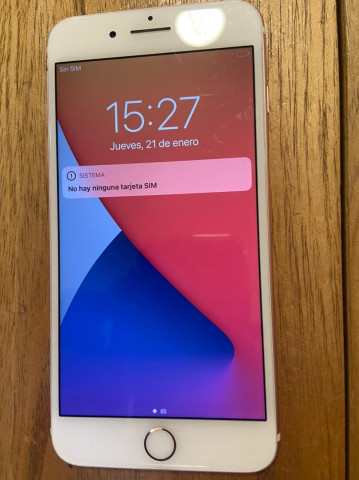 Sin SIM
15:27
Jueves, 21 de enero
SISTEMA
No hay ninguna tarjeta SIM